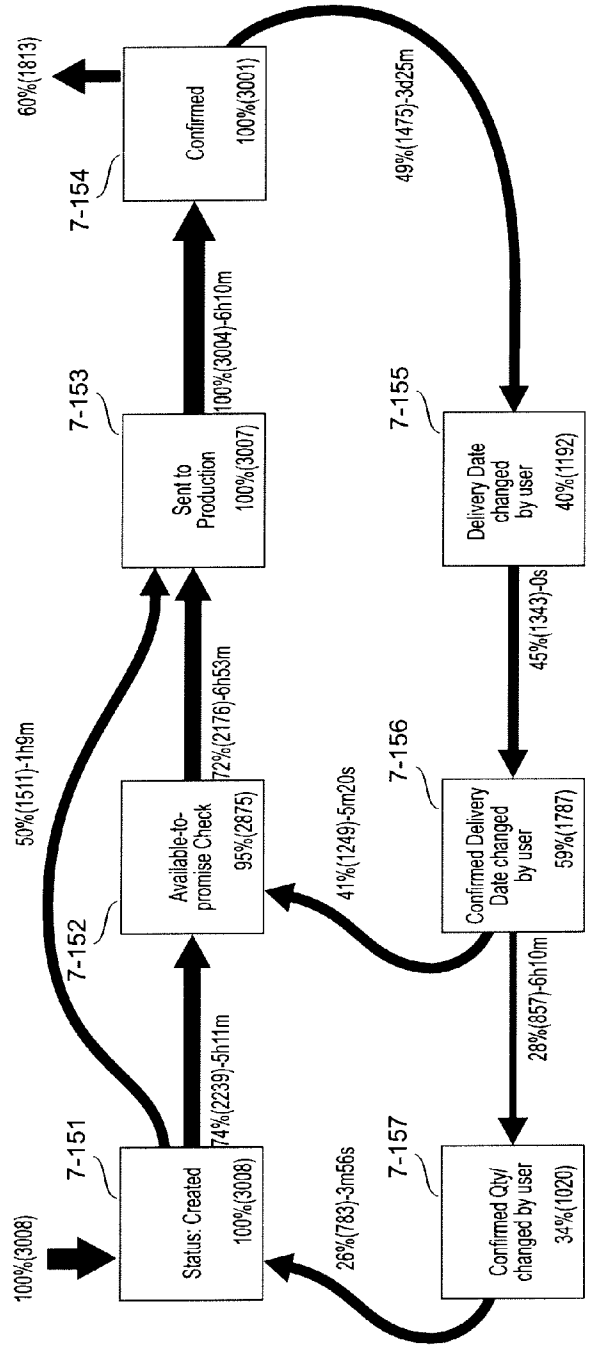 100%(3008)
7-151
Status: Created
100%(3008)
50%(1511)-1h9m
74%(2239)-5h11m
7-152
Available-to-
promise Check
95%(2875)
72%(2176)-6h53m
7-153
Sent to
Production
100%(3007)
100%(3004)-6h10m
7-154
Confirmed
100%(3001)
60%(1813)
49%(1475)-3d25m
7-155
Delivery Date
changed
by user
40%(1192)
45%(1343)-0s
7-156
Confirmed Delivery
Date changed
by user
59%(1787)
41%(1249)-5m20s
28%(857)-6h10m
7-157
Confirmed Qty/
changed by user
34%(1020)
26%(783)-3m56s